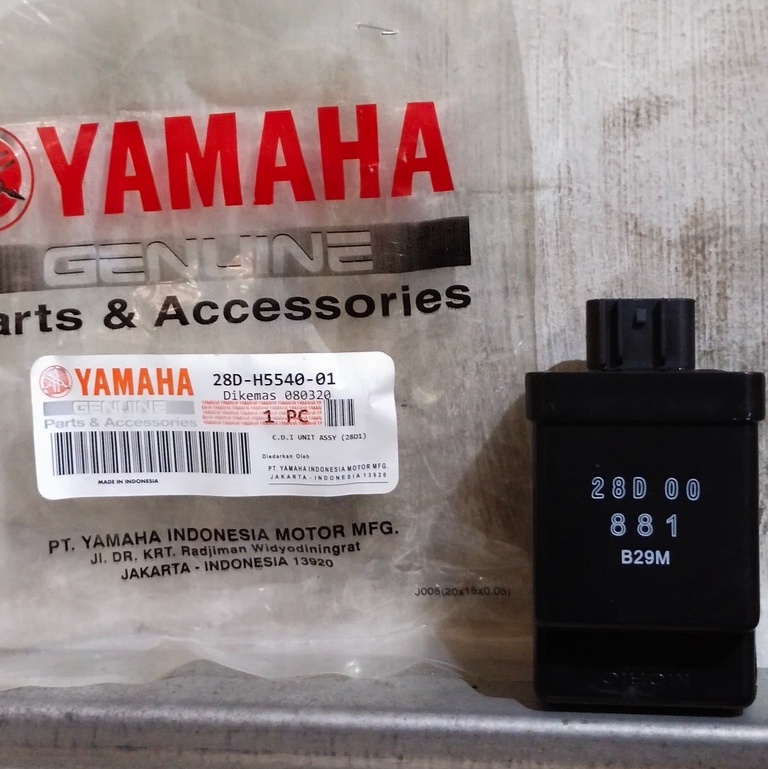 YAMAHA
GENUINE
arts & Accessories
YAMAHA
GENUINE
Parts & Accessories
MADE IN INDONESIA
28D-H5540-01
Dikemas 080320
1 PC
C.D.I UNIT ASSY (28D1)
Diedarkan Oleh
PT. YAMAHA INDONESIA MOTOR MFG.
JAKARTA - INDONESIA 13920
PT. YAMAHA INDONESIA MOTOR MFG.
Jl. DR. KRT. Radjiman Widyodiningrat
JAKARTA - INDONESIA 13920
J005(20x15x0.05)
28D 00
881
B29M